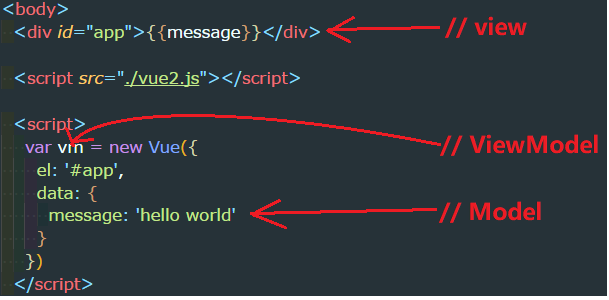 <body>
<div id="app">{{message}}</div> // view
<script src="./vue2.js"></script>
<script>
var vm = new Vue({ // ViewModel
el: '#app',
data: {
message: 'hello world' // Model
}
})
</script>